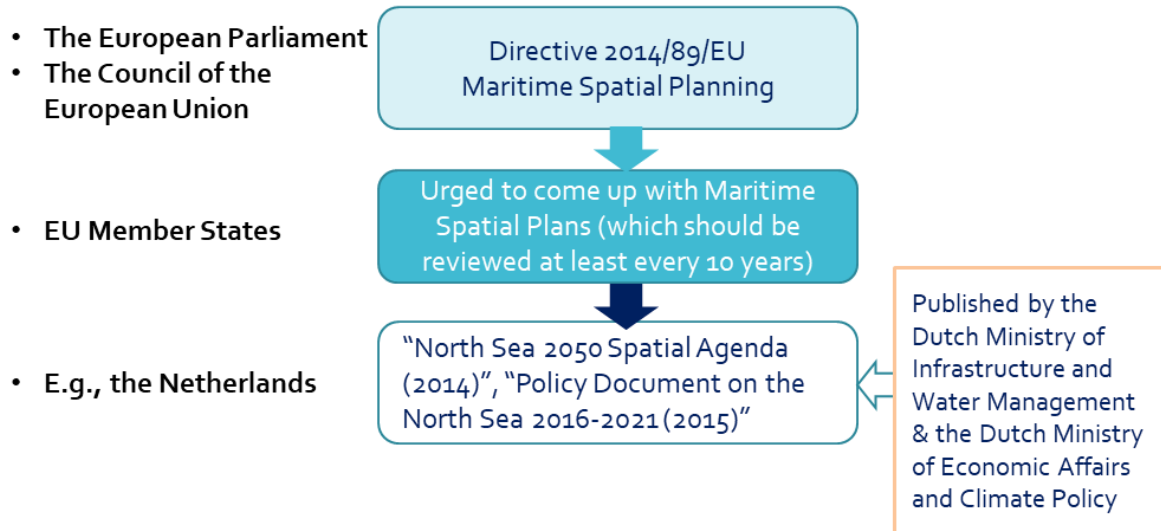 • The European Parliament
• The Council of the
European Union
Directive 2014/89/EU
Maritime Spatial Planning
• EU Member States
Urged to come up with Maritime
Spatial Plans (which should be
reviewed at least every 10 years)
• E.g., the Netherlands
“North Sea 2050 Spatial Agenda
(2014)”, “Policy Document on the
North Sea 2016-2021 (2015)”
Published by the
Dutch Ministry of
Infrastructure and
Water Management
& the Dutch Ministry
of Economic Affairs
and Climate Policy